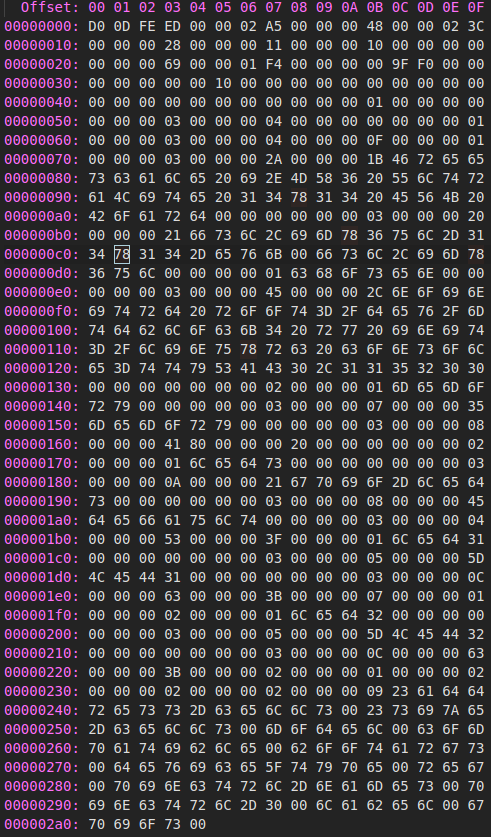 Offset: 00 01 02 03 04 05 06 07 08 09 0A 0B 0C 0D 0E 0F
00000000: D0 0D FE ED 00 00 02 A5 00 00 00 48 00 00 02 3C
00000010: 00 00 00 28 00 00 00 11 00 00 00 10 00 00 00 00
00000020: 00 00 00 69 00 00 01 F4 00 00 00 00 9F F0 00 00
00000030: 00 00 00 00 00 10 00 00 00 00 00 00 00 00 00 00
00000040: 00 00 00 00 00 00 00 00 00 00 00 01 00 00 00 00
00000050: 00 00 00 03 00 00 00 04 00 00 00 00 00 00 00 01
00000060: 00 00 00 03 00 00 00 04 00 00 00 0F 00 00 00 01
00000070: 00 00 00 03 00 00 00 2A 00 00 00 1B 46 72 65 65
00000080: 73 63 61 6C 65 20 69 2E 4D 58 36 20 55 6C 74 72
00000090: 61 4C 69 74 65 20 31 34 78 31 34 20 45 56 4B 20
000000a0: 42 6F 61 72 64 00 00 00 00 00 00 03 00 00 00 20
000000b0: 00 00 00 21 66 73 6C 2C 69 6D 78 36 75 6C 2D 31
000000c0: 34 78 31 34 2D 65 76 6B 00 66 73 6C 2C 69 6D 78
000000d0: 36 75 6C 00 00 00 00 01 63 68 6F 73 65 6E 00 00
000000e0: 00 00 00 03 00 00 00 45 00 00 00 2C 6E 6F 69 6E
000000f0: 69 74 72 64 20 72 6F 6F 74 3D 2F 64 65 76 2F 6D
00000100: 74 64 62 6C 6F 63 6B 34 20 72 77 20 69 6E 69 74
00000110: 3D 2F 6C 69 6E 75 78 72 63 20 63 6F 6E 73 6F 6C
00000120: 65 3D 74 74 79 53 41 43 30 2C 31 31 35 32 30 30
00000130: 00 00 00 00 00 00 00 02 00 00 00 01 6D 65 6D 6F
00000140: 72 79 00 00 00 00 00 03 00 00 00 07 00 00 00 35
00000150: 6D 65 6D 6F 72 79 00 00 00 00 00 03 00 00 00 08
00000160: 00 00 00 41 80 00 00 00 20 00 00 00 00 00 00 02
00000170: 00 00 00 01 6C 65 64 73 00 00 00 00 00 00 00 03
00000180: 00 00 00 0A 00 00 00 21 67 70 69 6F 2D 6C 65 64
00000190: 73 00 00 00 00 00 00 03 00 00 00 08 00 00 00 45
000001a0: 64 65 66 61 75 6C 74 00 00 00 00 03 00 00 00 04
000001b0: 00 00 00 53 00 00 00 3F 00 00 00 01 6C 65 64 31
000001c0: 00 00 00 00 00 00 00 03 00 00 00 05 00 00 00 5D
000001d0: 4C 45 44 31 00 00 00 00 00 00 00 03 00 00 00 0C
000001e0: 00 00 00 63 00 00 00 3B 00 00 00 07 00 00 00 01
000001f0: 00 00 00 02 00 00 00 01 6C 65 64 32 00 00 00 00
00000200: 00 00 00 03 00 00 00 05 00 00 00 5D 4C 45 44 32
00000210: 00 00 00 00 00 00 00 03 00 00 00 0C 00 00 00 63
00000220: 00 00 00 3B 00 00 00 02 00 00 00 01 00 00 00 02
00000230: 00 00 00 02 00 00 00 02 00 00 00 09 23 61 64 64
00000240: 72 65 73 73 2D 63 65 6C 6C 73 00 23 73 69 7A 65
00000250: 2D 63 65 6C 6C 73 00 6D 6F 64 65 6C 00 63 6F 6D
00000260: 70 61 74 69 62 6C 65 00 62 6F 6F 74 61 72 67 73
00000270: 00 64 65 76 69 63 65 5F 74 79 70 65 00 72 65 67
00000280: 00 70 69 6E 63 74 72 6C 2D 6E 61 6D 65 73 00 70
00000290: 69 6E 63 74 72 6C 2D 30 00 6C 61 62 65 6C 00 67
000002a0: 70 69 6F 73 00